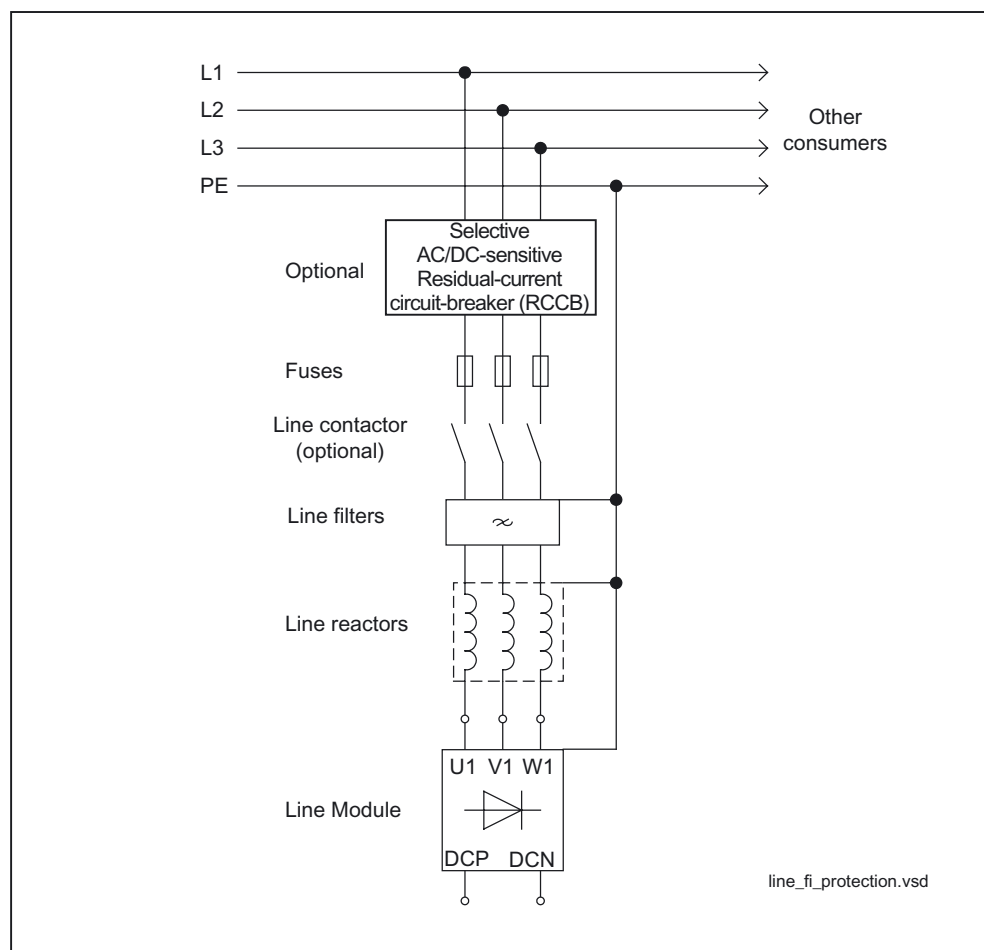 L1
L2
L3
PE
Other
consumers
Optional
Selective
AC/DC-sensitive
Residual-current
circuit-breaker (RCCB)
Fuses
Line contactor
(optional)
Line filters
Line reactors
U1 V1 W1
Line Module
DCP DCN
line_fi_protection.vsd